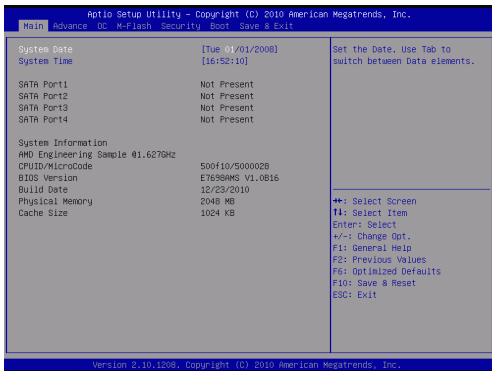 Aptio Setup Utility – Copyright (C) 2010 American Megatrends, Inc.
Main Advance OC M-Flash Security Boot Save & Exit
System Date [Tue 01/01/2008]
System Time [16:52:10]
SATA Port1 Not Present
SATA Port2 Not Present
SATA Port3 Not Present
SATA Port4 Not Present
System Information
AMD Engineering Sample @1.627GHz
CPUID/MicroCode 500f10/5000028
BIOS Version E7698AMS V1.0B16
Build Date 12/23/2010
Physical Memory 2048 MB
Cache Size 1024 KB
Set the Date. Use Tab to
switch between Data elements.
→←: Select Screen
↑↓: Select Item
Enter: Select
+/-: Change Opt.
F1: General Help
F2: Previous Values
F6: Optimized Defaults
F10: Save & Reset
ESC: Exit
Version 2.10.1208. Copyright (C) 2010 American Megatrends, Inc.